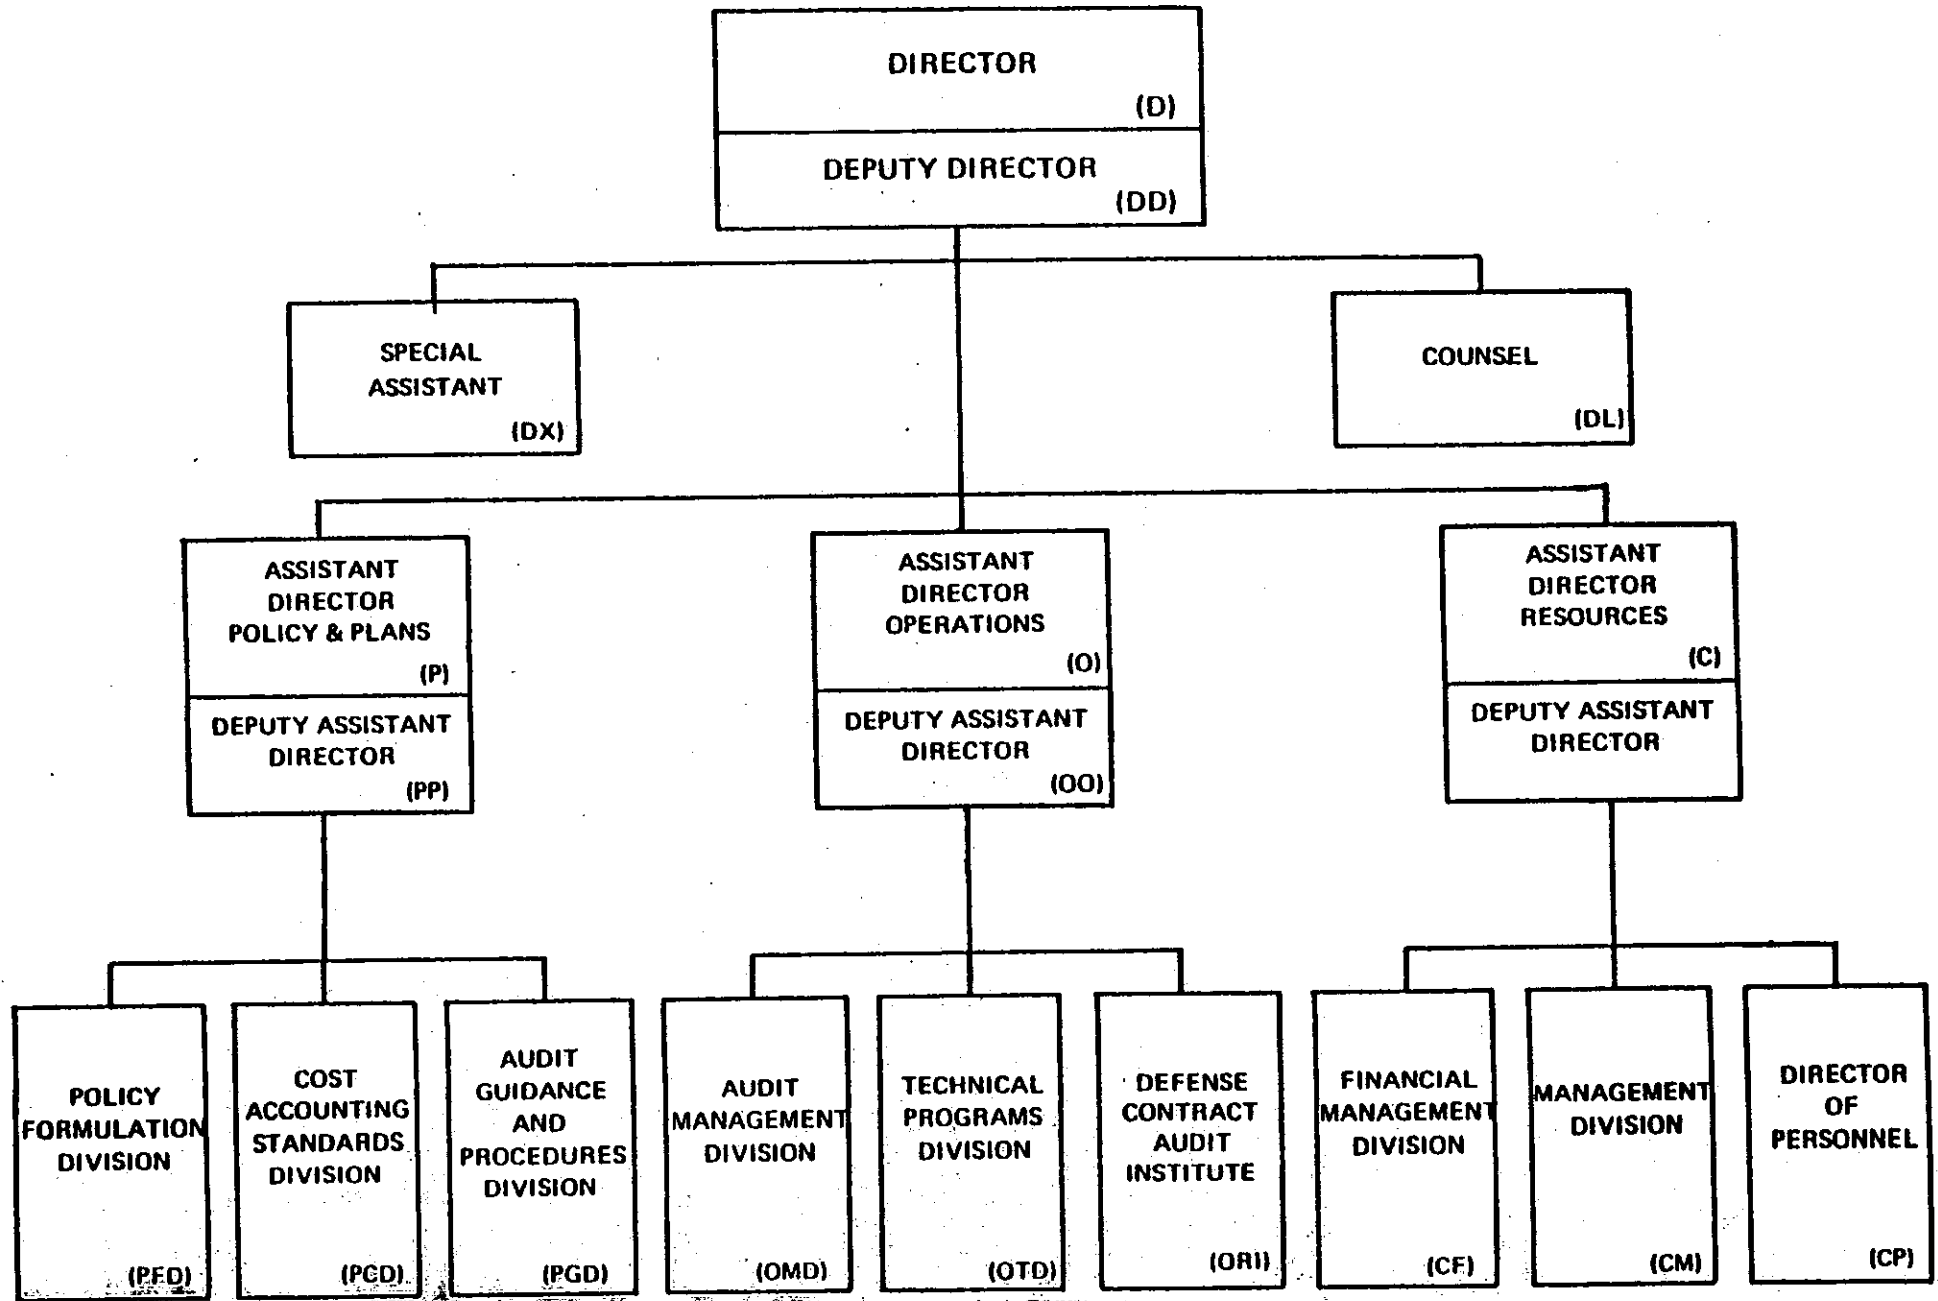 DIRECTOR
(D)
DEPUTY DIRECTOR
(DD)
SPECIAL
ASSISTANT
(DX)
COUNSEL
(DL)
ASSISTANT
DIRECTOR
POLICY & PLANS
(P)
DEPUTY ASSISTANT
DIRECTOR
(PP)
ASSISTANT
DIRECTOR
OPERATIONS
(O)
DEPUTY ASSISTANT
DIRECTOR
(OO)
ASSISTANT
DIRECTOR
RESOURCES
(C)
DEPUTY ASSISTANT
DIRECTOR
POLICY
FORMULATION
DIVISION
(PFD)
COST
ACCOUNTING
STANDARDS
DIVISION
(PCD)
AUDIT
GUIDANCE
AND
PROCEDURES
DIVISION
(PGD)
AUDIT
MANAGEMENT
DIVISION
(OMD)
TECHNICAL
PROGRAMS
DIVISION
(OTD)
DEFENSE
CONTRACT
AUDIT
INSTITUTE
(ORI)
FINANCIAL
MANAGEMENT
DIVISION
(CF)
MANAGEMENT
DIVISION
(CM)
DIRECTOR
OF
PERSONNEL
(CP)